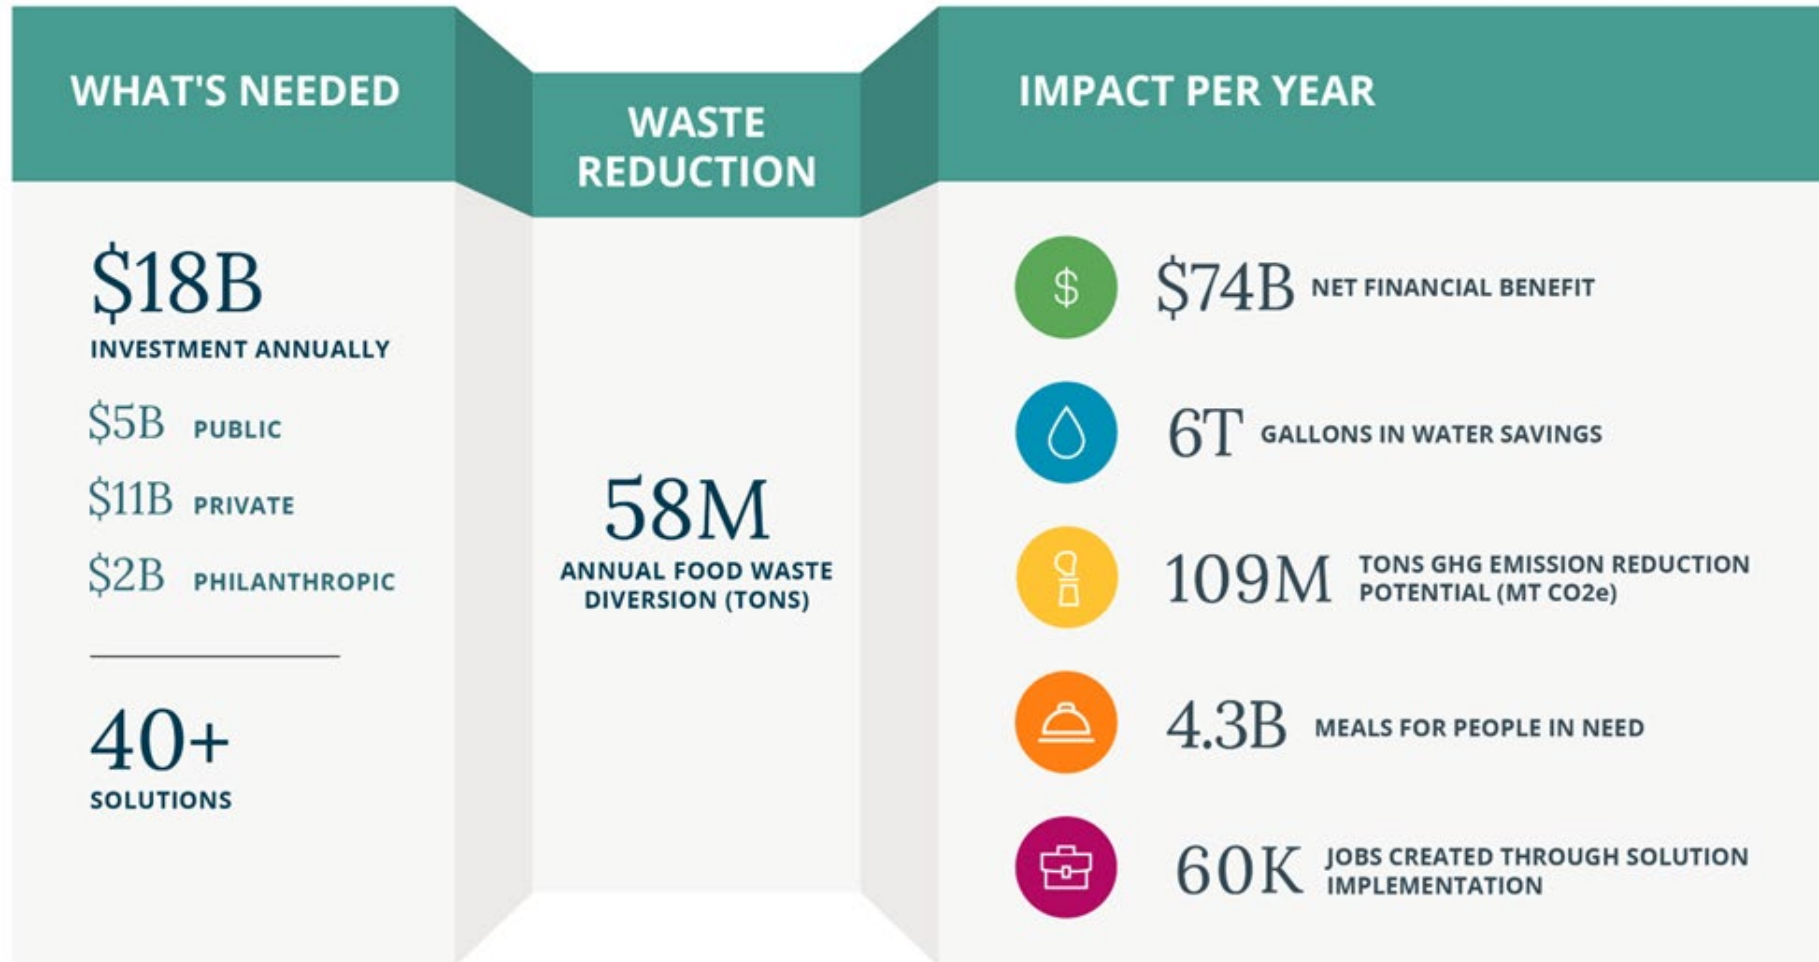 WHAT'S NEEDED
$18B
INVESTMENT ANNUALLY
$5B PUBLIC
$11B PRIVATE
$2B PHILANTHROPIC
40+
SOLUTIONS
WASTE
REDUCTION
58M
ANNUAL FOOD WASTE
DIVERSION (TONS)
IMPACT PER YEAR
$
$74B NET FINANCIAL BENEFIT
6T GALLONS IN WATER SAVINGS
109M TONS GHG EMISSION REDUCTION
POTENTIAL (MT CO2e)
4.3B MEALS FOR PEOPLE IN NEED
60K JOBS CREATED THROUGH SOLUTION
IMPLEMENTATION